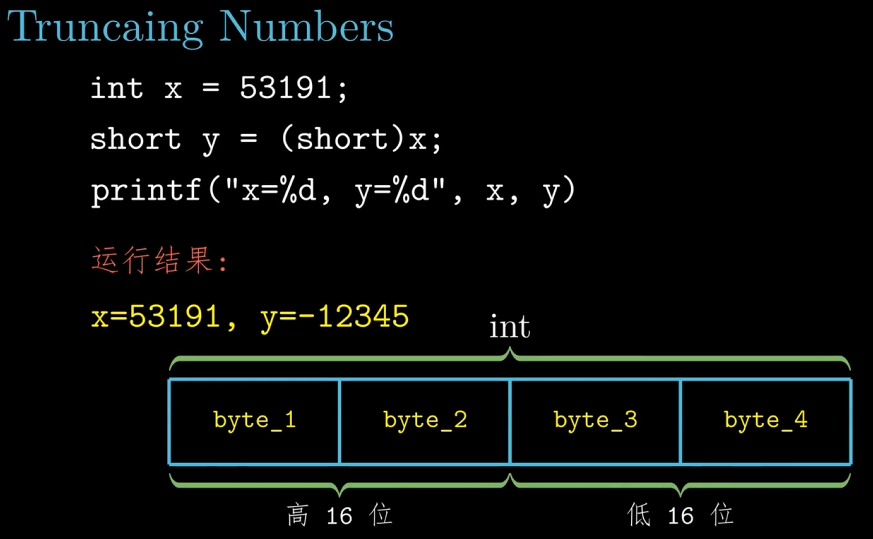 Truncaing Numbers
int x = 53191;
short y = (short)x;
printf("x=%d, y=%d", x, y)
运行结果:
x=53191, y=-12345
int
byte_1 byte_2 byte_3 byte_4
高 16 位 低 16 位